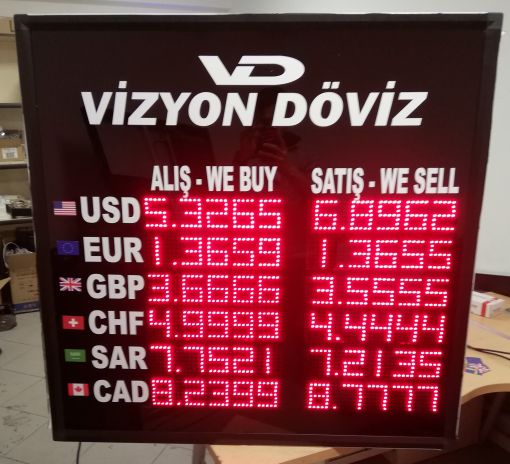 VD
VİZYON DÖVİZ
ALIŞ - WE BUY SATIŞ - WE SELL
USD 5.3265 6.8962
EUR 1.3659 1.3655
GBP 3.6666 3.5555
CHF 4.9999 4.4444
SAR 7.7521 7.2135
CAD 8.2399 8.7777